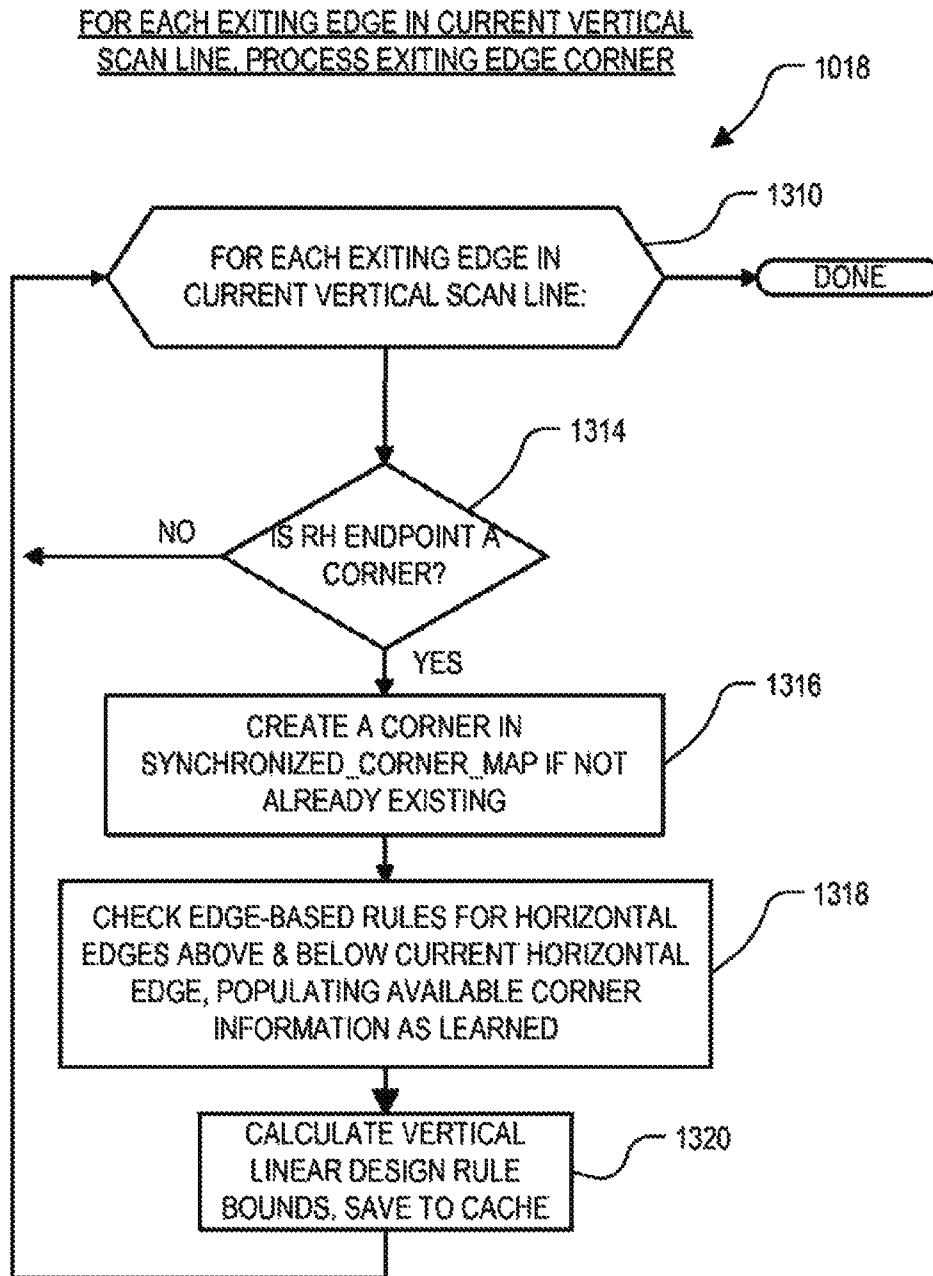 FOR EACH EXITING EDGE IN CURRENT VERTICAL
SCAN LINE, PROCESS EXITING EDGE CORNER
1018
1310
FOR EACH EXITING EDGE IN
CURRENT VERTICAL SCAN LINE:
DONE
1314
NO
IS RH ENDPOINT A
CORNER?
YES
1316
CREATE A CORNER IN
SYNCHRONIZED_CORNER_MAP IF NOT
ALREADY EXISTING
1318
CHECK EDGE-BASED RULES FOR HORIZONTAL
EDGES ABOVE & BELOW CURRENT HORIZONTAL
EDGE, POPULATING AVAILABLE CORNER
INFORMATION AS LEARNED
1320
CALCULATE VERTICAL
LINEAR DESIGN RULE
BOUNDS, SAVE TO CACHE